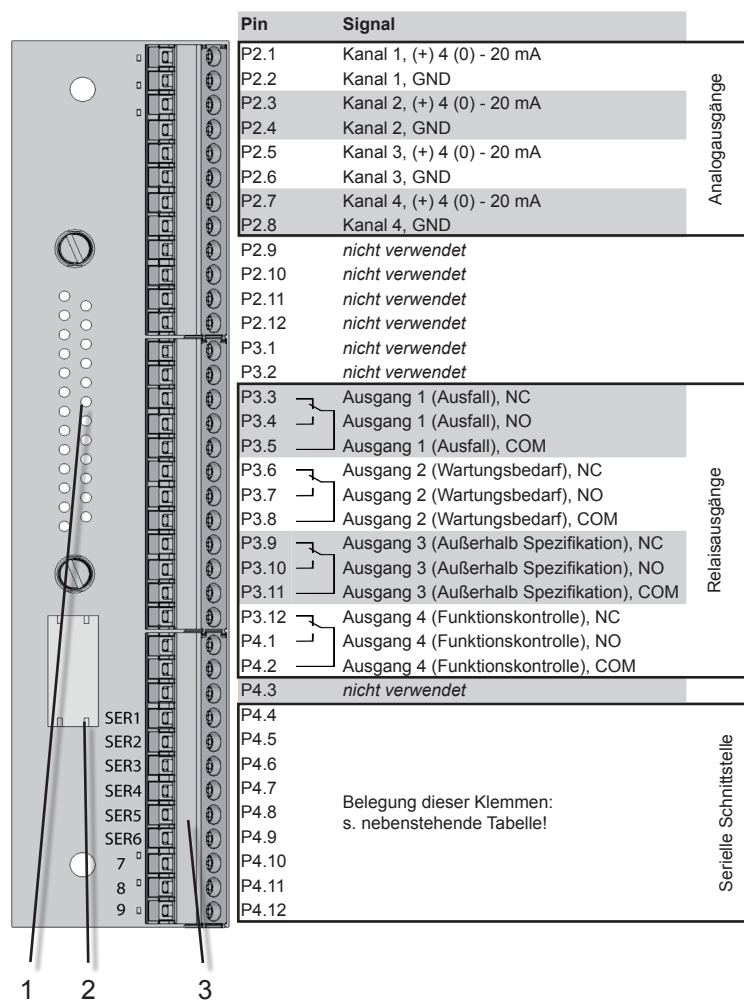 Pin Signal
P2.1 Kanal 1, (+) 4 (0) - 20 mA
P2.2 Kanal 1, GND
P2.3 Kanal 2, (+) 4 (0) - 20 mA
P2.4 Kanal 2, GND
P2.5 Kanal 3, (+) 4 (0) - 20 mA
P2.6 Kanal 3, GND
P2.7 Kanal 4, (+) 4 (0) - 20 mA
P2.8 Kanal 4, GND
Analogausgänge
P2.9 nicht verwendet
P2.10 nicht verwendet
P2.11 nicht verwendet
P2.12 nicht verwendet
P3.1 nicht verwendet
P3.2 nicht verwendet
P3.3 Ausgang 1 (Ausfall), NC
P3.4 Ausgang 1 (Ausfall), NO
P3.5 Ausgang 1 (Ausfall), COM
P3.6 Ausgang 2 (Wartungsbedarf), NC
P3.7 Ausgang 2 (Wartungsbedarf), NO
P3.8 Ausgang 2 (Wartungsbedarf), COM
P3.9 Ausgang 3 (Außerhalb Spezifikation), NC
P3.10 Ausgang 3 (Außerhalb Spezifikation), NO
P3.11 Ausgang 3 (Außerhalb Spezifikation), COM
P3.12 Ausgang 4 (Funktionskontrolle), NC
P4.1 Ausgang 4 (Funktionskontrolle), NO
P4.2 Ausgang 4 (Funktionskontrolle), COM
Relaisausgänge
P4.3 nicht verwendet
SER1 P4.4
SER2 P4.5
SER3 P4.6
SER4 P4.7
SER5 P4.8
SER6 P4.9
7 P4.10
8 P4.11
9 P4.12
Belegung dieser Klemmen:
s. nebenstehende Tabelle!
Serielle Schnittstelle
1 2 3